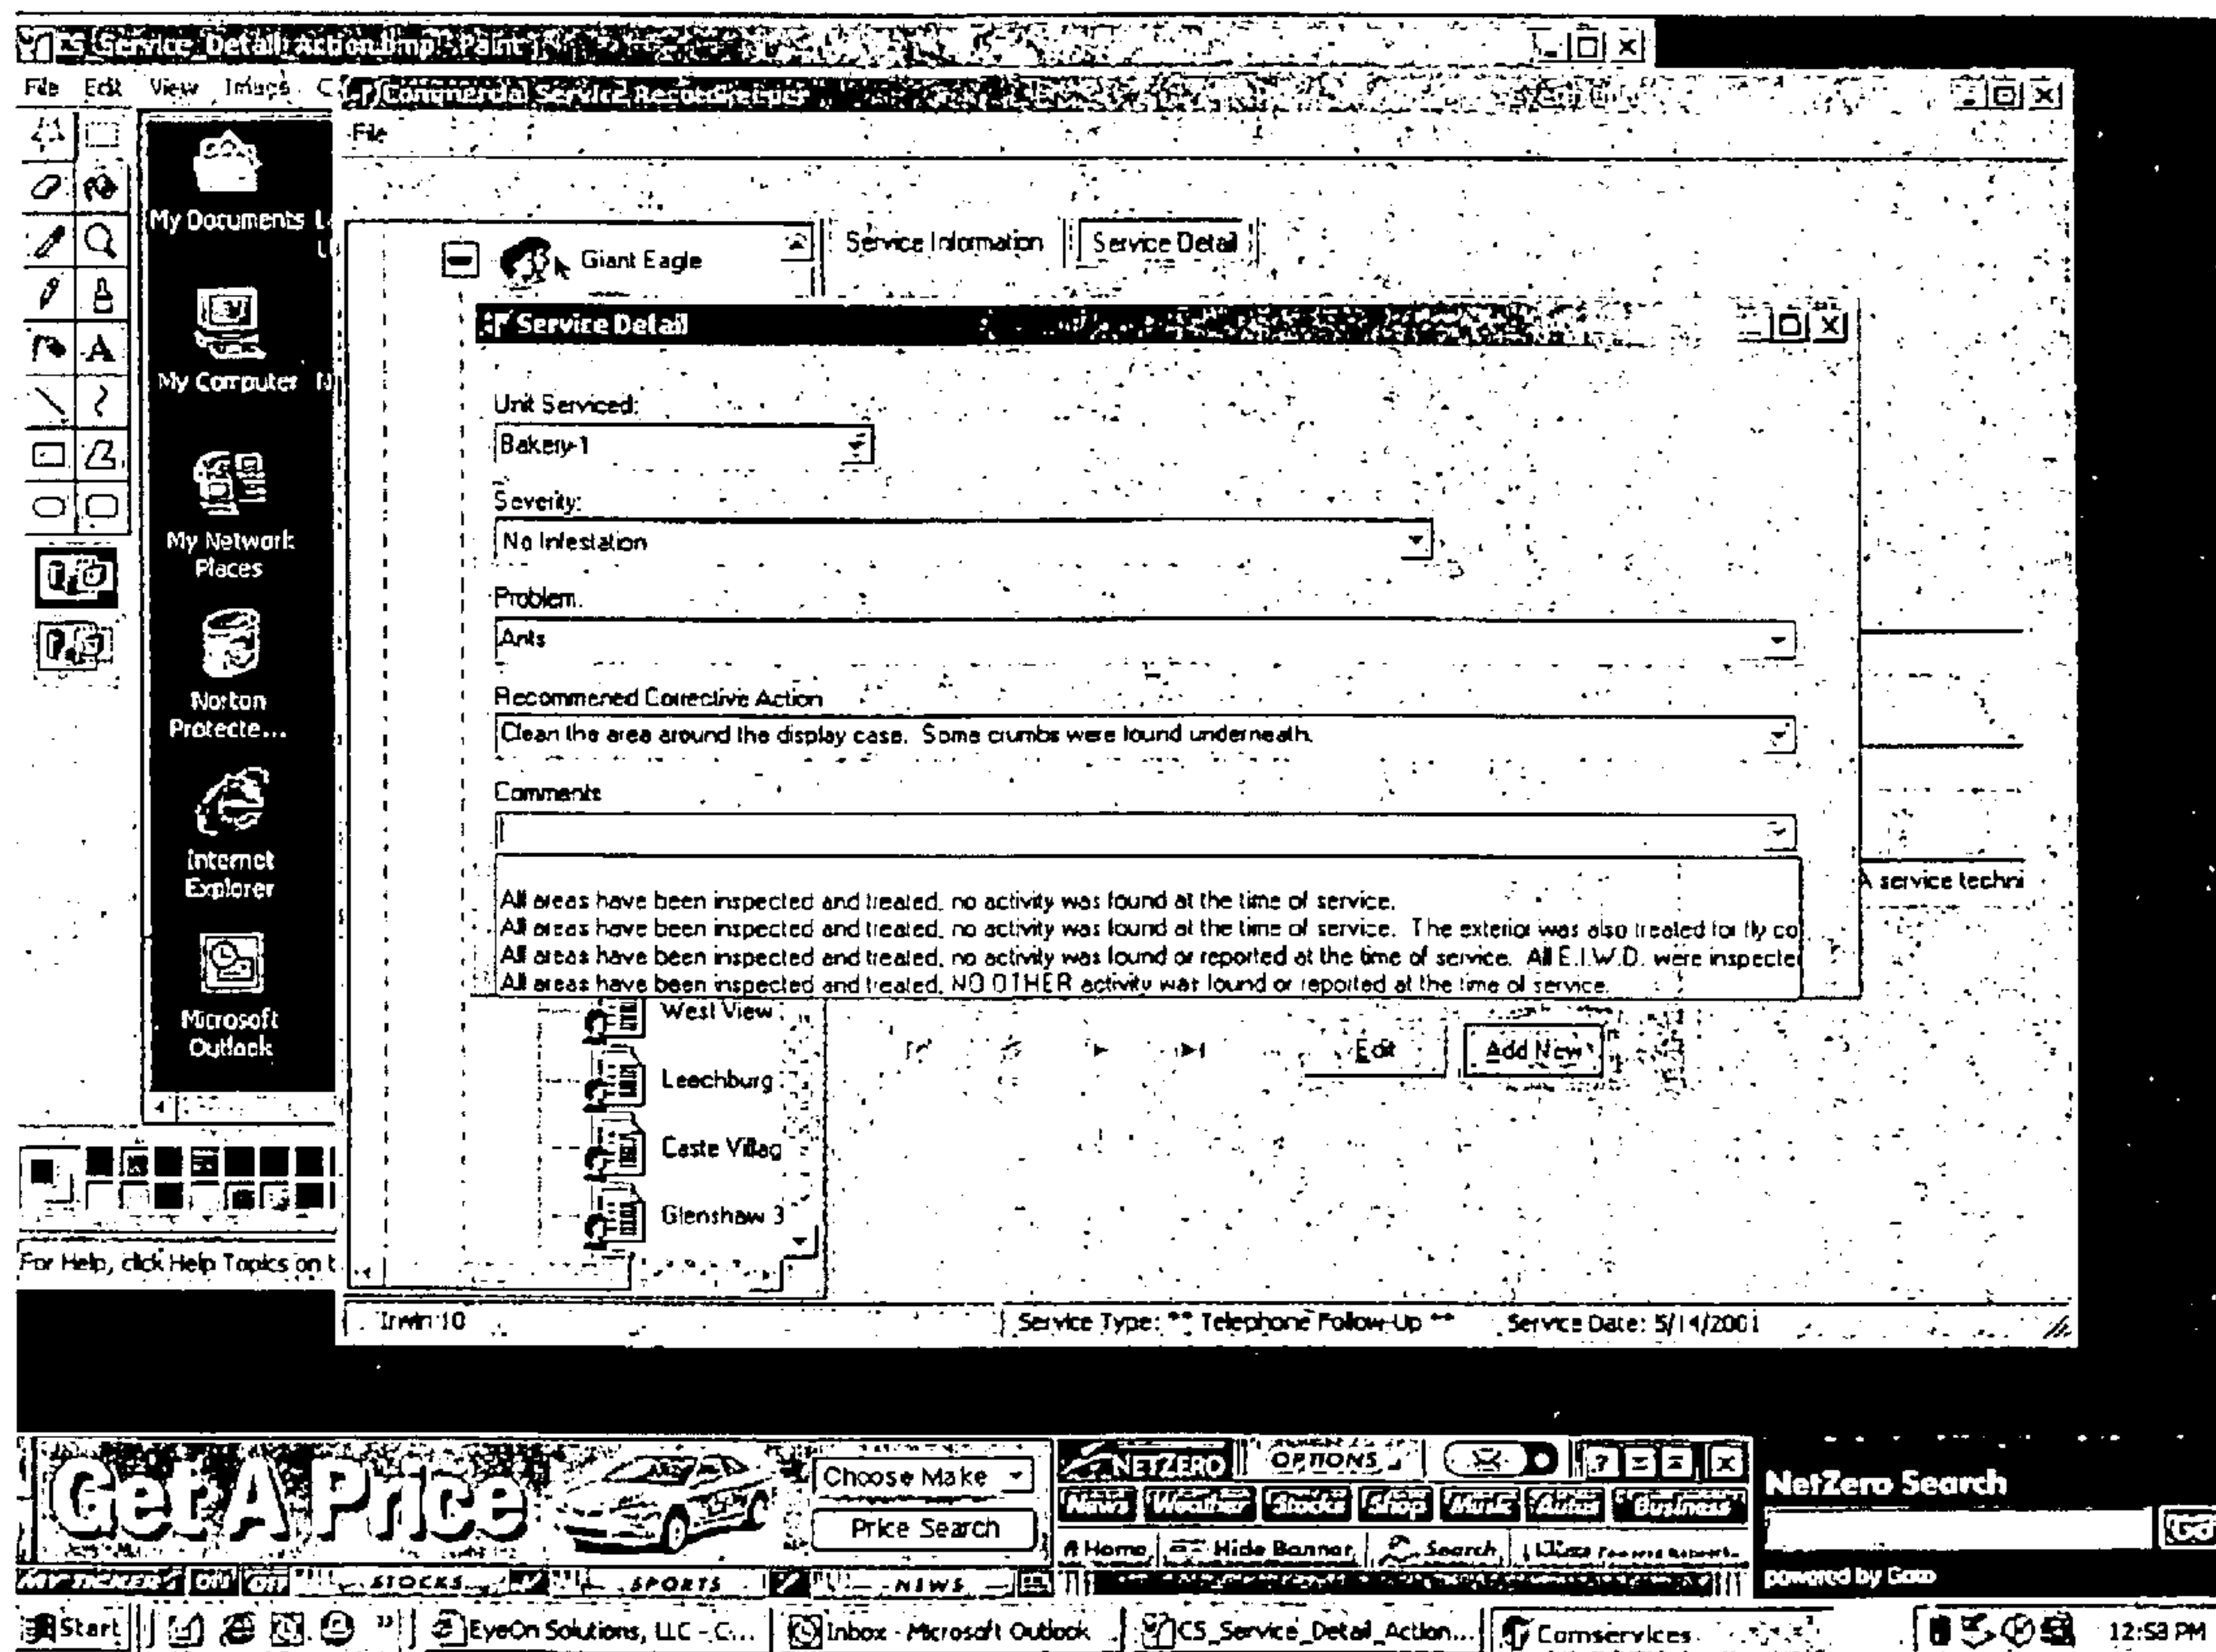 CS_Service_Detail_Action.bmp - Paint
File Edit View Image C
Commercial Service Recordkeeper
File
My Documents
My Computer N
My Network
Places
Norton
Protecte...
Internet
Explorer
Microsoft
Outlook
Giant Eagle
Service Information
Service Detail
Service Detail
Unit Serviced:
Bakery-1
Severity:
No Infestation
Problem.
Ants
Recommened Corrective Action
Clean the area around the display case. Some crumbs were found underneath.
Comments
All areas have been inspected and treated, no activity was found at the time of service.
All areas have been inspected and treated, no activity was found at the time of service. The exterior was also treated for fly co
All areas have been inspected and treated, no activity was found or reported at the time of service. All E.I.W.D. were inspecte
All areas have been inspected and treated, NO OTHER activity was found or reported at the time of service.
A service techni
West View
Leechburg
Caste Villag
Glenshaw 3
Edit
Add New
For Help, click Help Topics on t
Irwin 10
Service Type: ** Telephone Follow-Up **
Service Date: 5/14/2001
Get A Price
Choose Make
Price Search
NETZERO
OPTIONS
News Weather Stocks Shop Music Autos Business
Home Hide Banner Search
NetZero Search
Go
powered by Goto
MY TICKERS Off Off STOCKS SPORTS NEWS
Start
EyeOn Solutions, LLC - C...
Inbox - Microsoft Outlook
CS_Service_Detail_Action...
Comservices
12:53 PM